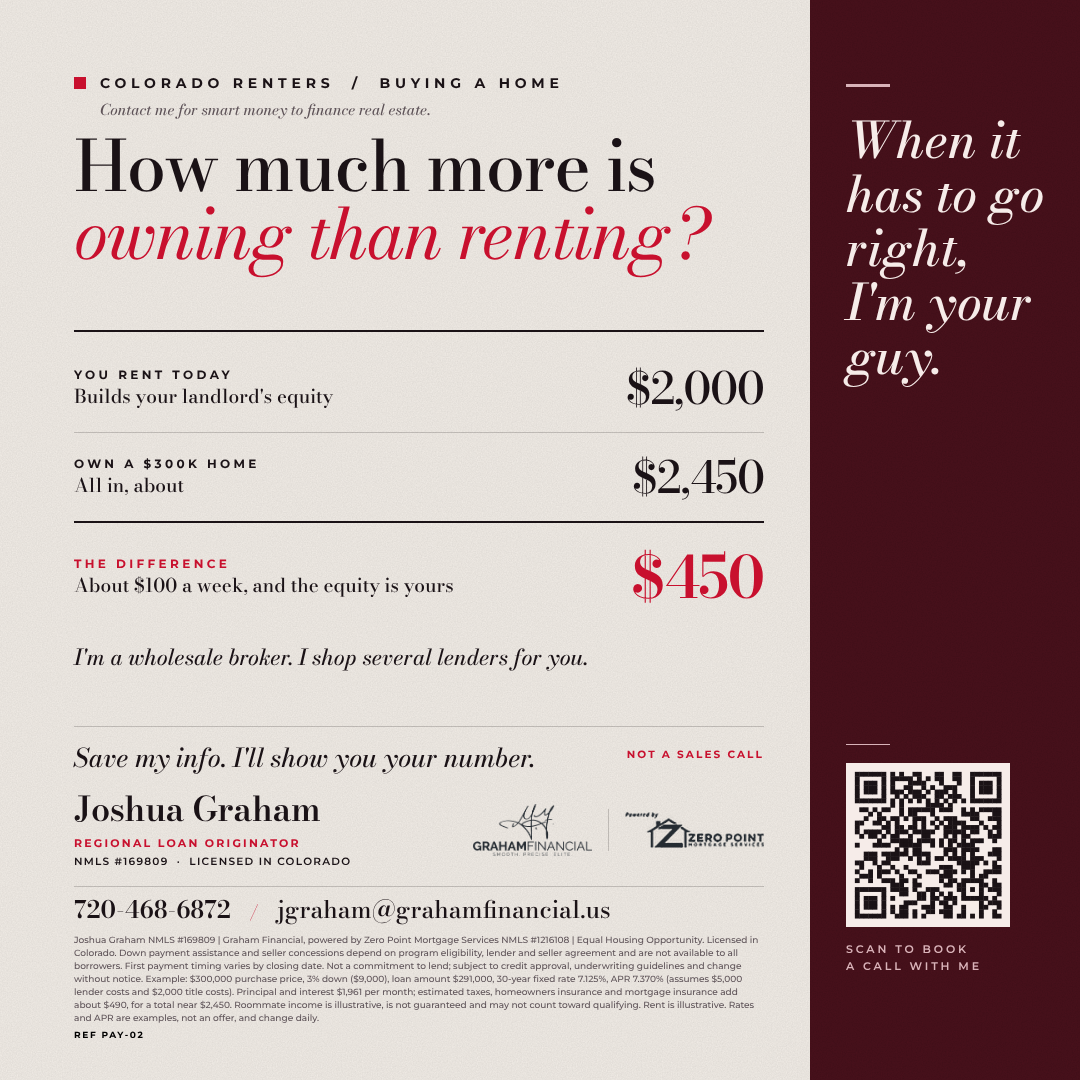 COLORADO RENTERS / BUYING A HOME
Contact me for smart money to finance real estate.
How much more is
owning than renting?
YOU RENT TODAY
Builds your landlord's equity
$2,000
OWN A $300K HOME
All in, about
$2,450
THE DIFFERENCE
About $100 a week, and the equity is yours
$450
I'm a wholesale broker. I shop several lenders for you.
Save my info. I'll show you your number.
NOT A SALES CALL
Joshua Graham
REGIONAL LOAN ORIGINATOR
NMLS #169809 · LICENSED IN COLORADO
GRAHAMFINANCIAL
SMOOTH. PRECISE. ELITE.
Powered by
ZERO POINT
MORTGAGE SERVICES
720-468-6872 / jgraham@grahamfinancial.us
Joshua Graham NMLS #169809 | Graham Financial, powered by Zero Point Mortgage Services NMLS #1216108 | Equal Housing Opportunity. Licensed in
Colorado. Down payment assistance and seller concessions depend on program eligibility, lender and seller agreement and are not available to all
borrowers. First payment timing varies by closing date. Not a commitment to lend; subject to credit approval, underwriting guidelines and change
without notice. Example: $300,000 purchase price, 3% down ($9,000), loan amount $291,000, 30-year fixed rate 7.125%, APR 7.370% (assumes $5,000
lender costs and $2,000 title costs). Principal and interest $1,961 per month; estimated taxes, homeowners insurance and mortgage insurance add
about $490, for a total near $2,450. Roommate income is illustrative, is not guaranteed and may not count toward qualifying. Rent is illustrative. Rates
and APR are examples, not an offer, and change daily.
REF PAY-02
When it
has to go
right,
I'm your
guy.
SCAN TO BOOK
A CALL WITH ME